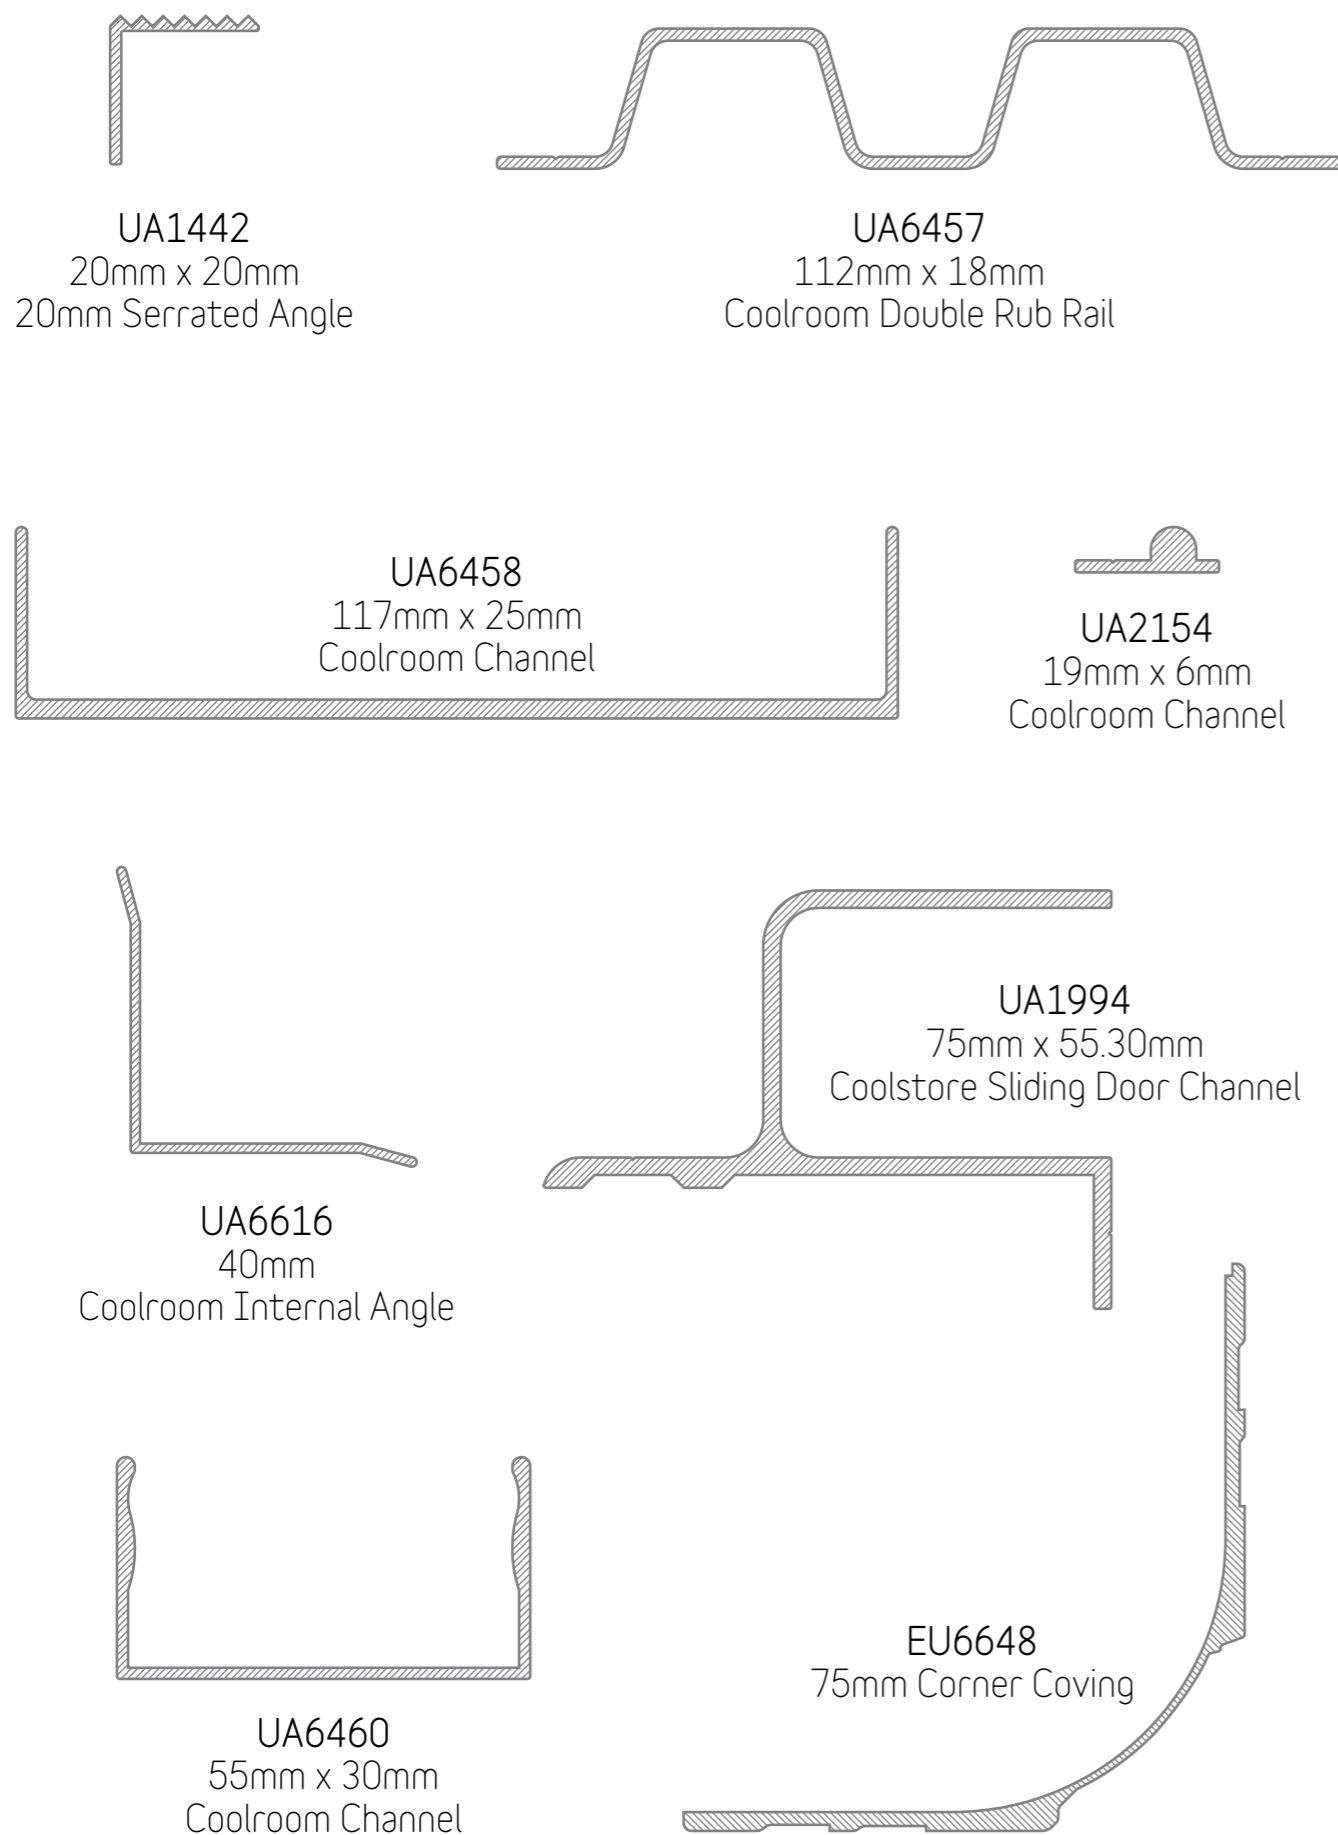 UA1442
20mm x 20mm
20mm Serrated Angle
UA6457
112mm x 18mm
Coolroom Double Rub Rail
UA6458
117mm x 25mm
Coolroom Channel
UA2154
19mm x 6mm
Coolroom Channel
UA6616
40mm
Coolroom Internal Angle
UA1994
75mm x 55.30mm
Coolstore Sliding Door Channel
UA6460
55mm x 30mm
Coolroom Channel
EU6648
75mm Corner Coving